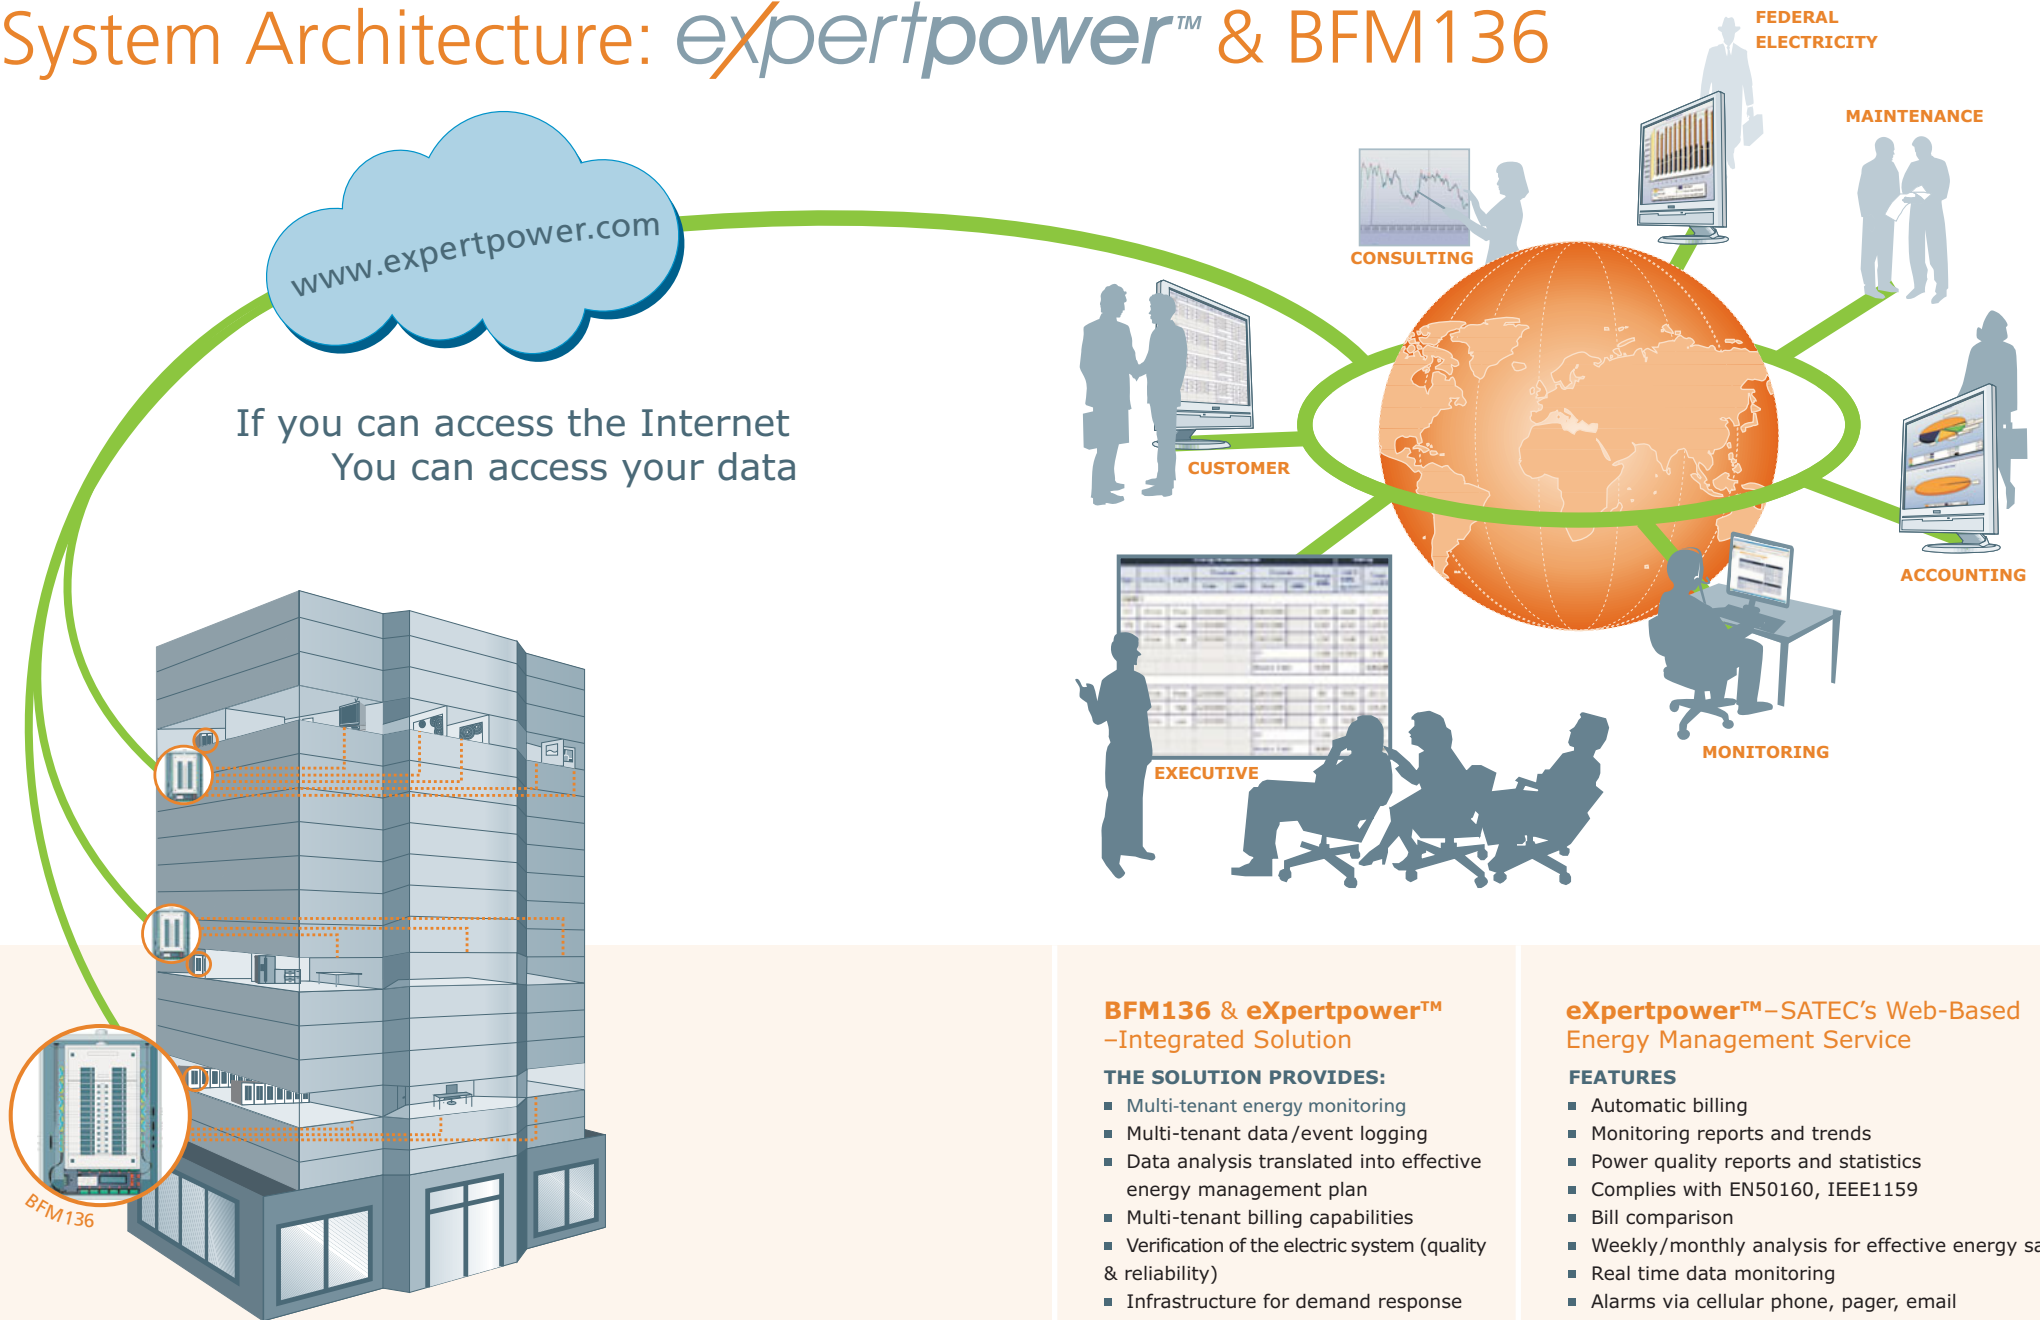 System Architecture: expertpower™ & BFM136
FEDERAL
ELECTRICITY
MAINTENANCE
CONSULTING
www.expertpower.com
If you can access the Internet
You can access your data
CUSTOMER
ACCOUNTING
MONITORING
EXECUTIVE
BFM136
BFM136 & eXpertpower™
–Integrated Solution
THE SOLUTION PROVIDES:
▪ Multi-tenant energy monitoring
▪ Multi-tenant data/event logging
▪ Data analysis translated into effective
energy management plan
▪ Multi-tenant billing capabilities
▪ Verification of the electric system (quality
& reliability)
▪ Infrastructure for demand response
eXpertpower™–SATEC’s Web-Based
Energy Management Service
FEATURES
▪ Automatic billing
▪ Monitoring reports and trends
▪ Power quality reports and statistics
▪ Complies with EN50160, IEEE1159
▪ Bill comparison
▪ Weekly/monthly analysis for effective energy sa
▪ Real time data monitoring
▪ Alarms via cellular phone, pager, email